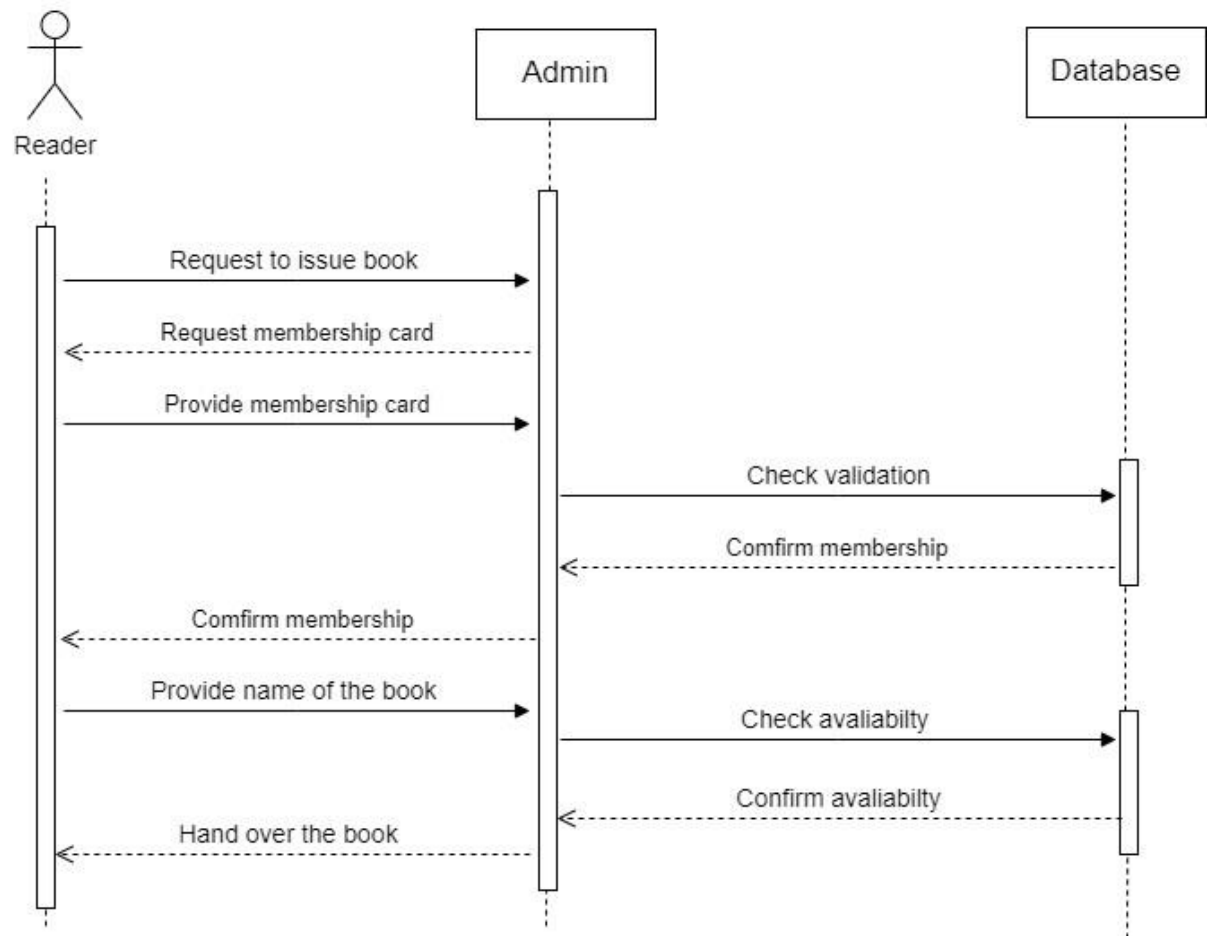 Admin
Database
Reader
Request to issue book
Request membership card
Provide membership card
Check validation
Comfirm membership
Comfirm membership
Provide name of the book
Check avaliabilty
Confirm avaliabilty
Hand over the book